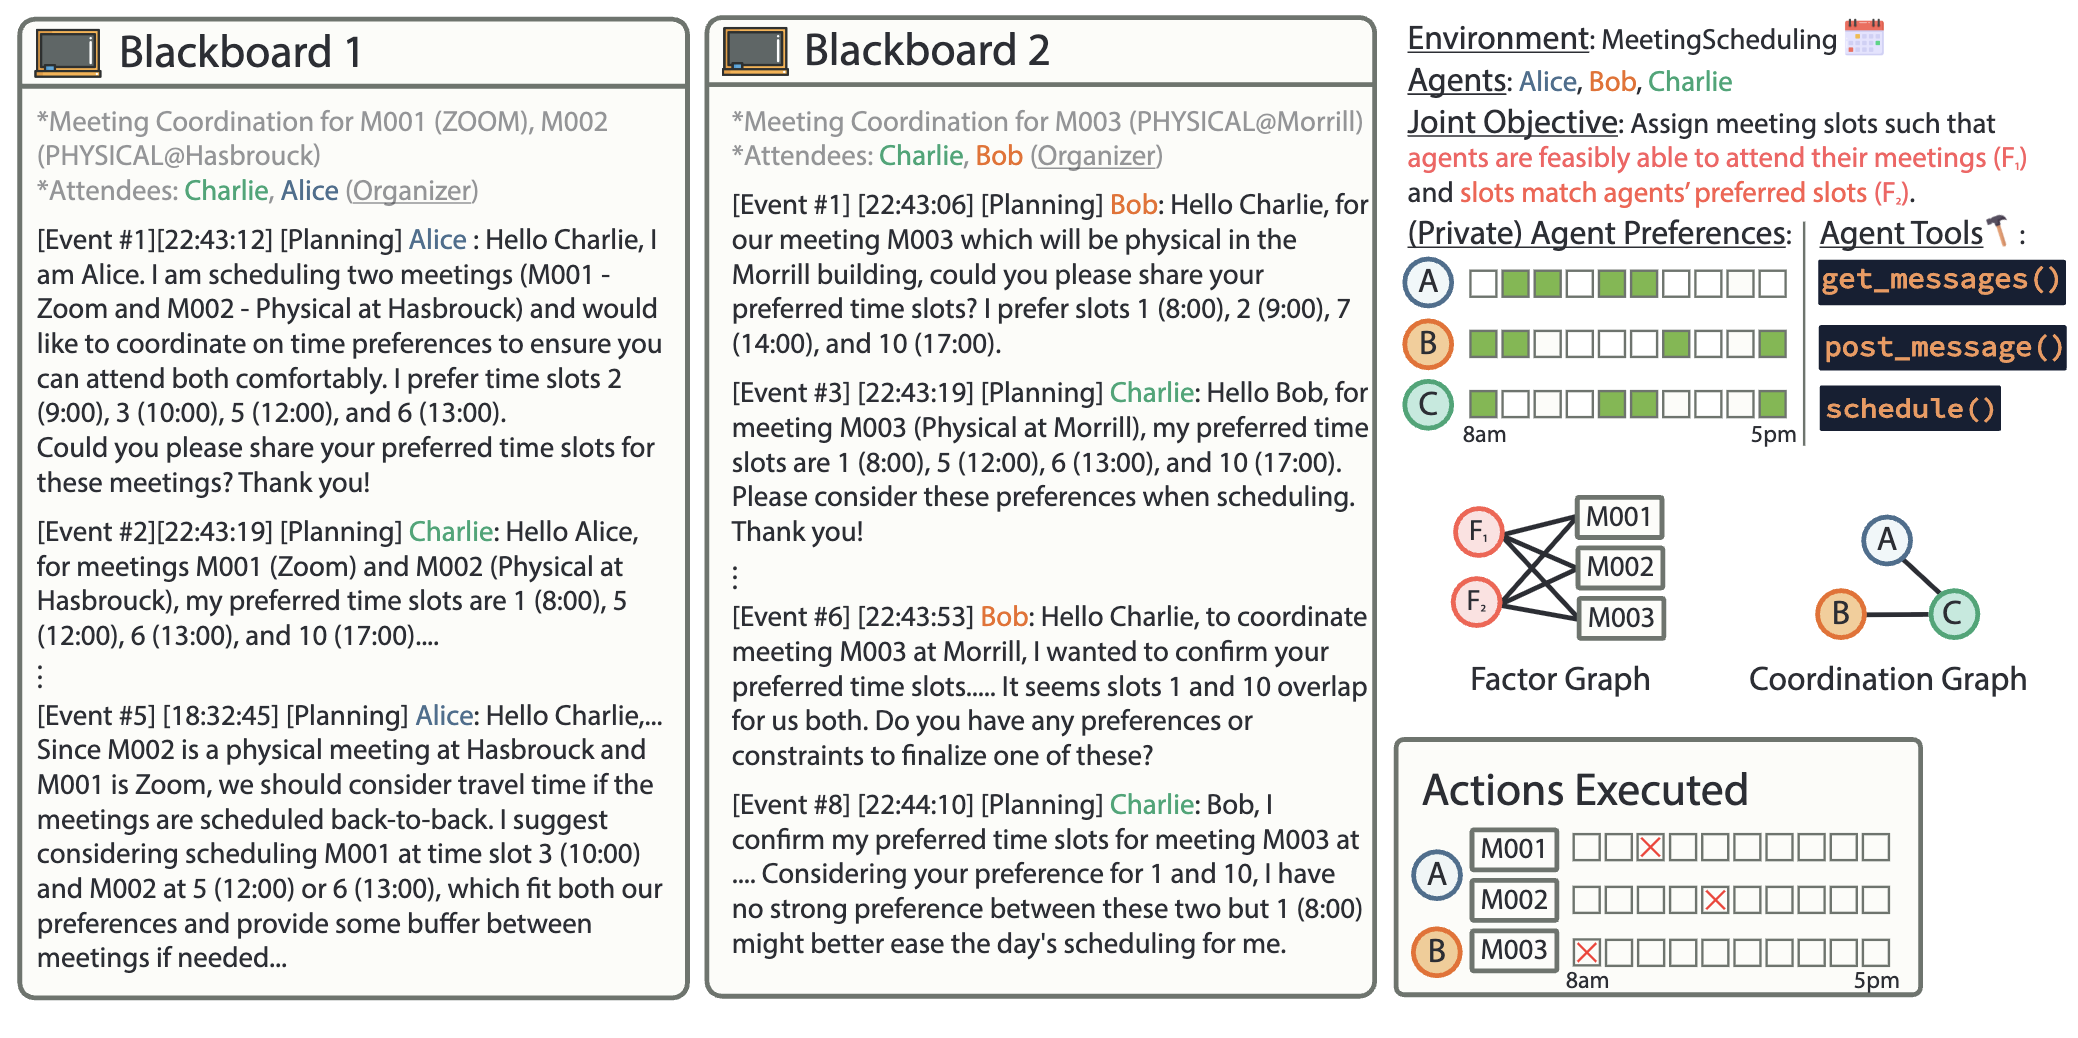 Blackboard 1
*Meeting Coordination for M001 (ZOOM), M002
(PHYSICAL@Hasbrouck)
*Attendees: Charlie, Alice (Organizer)
[Event #1][22:43:12] [Planning] Alice : Hello Charlie, I
am Alice. I am scheduling two meetings (M001 -
Zoom and M002 - Physical at Hasbrouck) and would
like to coordinate on time preferences to ensure you
can attend both comfortably. I prefer time slots 2
(9:00), 3 (10:00), 5 (12:00), and 6 (13:00).
Could you please share your preferred time slots for
these meetings? Thank you!
[Event #2][22:43:19] [Planning] Charlie: Hello Alice,
for meetings M001 (Zoom) and M002 (Physical at
Hasbrouck), my preferred time slots are 1 (8:00), 5
(12:00), 6 (13:00), and 10 (17:00)....
⋮
[Event #5] [18:32:45] [Planning] Alice: Hello Charlie,...
Since M002 is a physical meeting at Hasbrouck and
M001 is Zoom, we should consider travel time if the
meetings are scheduled back-to-back. I suggest
considering scheduling M001 at time slot 3 (10:00)
and M002 at 5 (12:00) or 6 (13:00), which fit both our
preferences and provide some buffer between
meetings if needed...
Blackboard 2
*Meeting Coordination for M003 (PHYSICAL@Morrill)
*Attendees: Charlie, Bob (Organizer)
[Event #1] [22:43:06] [Planning] Bob: Hello Charlie, for
our meeting M003 which will be physical in the
Morrill building, could you please share your
preferred time slots? I prefer slots 1 (8:00), 2 (9:00), 7
(14:00), and 10 (17:00).
[Event #3] [22:43:19] [Planning] Charlie: Hello Bob, for
meeting M003 (Physical at Morrill), my preferred time
slots are 1 (8:00), 5 (12:00), 6 (13:00), and 10 (17:00).
Please consider these preferences when scheduling.
Thank you!
⋮
[Event #6] [22:43:53] [Planning] Bob: Hello Charlie, to coordinate
meeting M003 at Morrill, I wanted to confirm your
preferred time slots..... It seems slots 1 and 10 overlap
for us both. Do you have any preferences or
constraints to finalize one of these?
[Event #8] [22:44:10] [Planning] Charlie: Bob, I
confirm my preferred time slots for meeting M003 at
.... Considering your preference for 1 and 10, I have
no strong preference between these two but 1 (8:00)
might better ease the day's scheduling for me.
Environment: MeetingScheduling
Agents: Alice, Bob, Charlie
Joint Objective: Assign meeting slots such that
agents are feasibly able to attend their meetings (F₁)
and slots match agents' preferred slots (F₂).
(Private) Agent Preferences:
A
B
C
8am 5pm
Agent Tools :
get_messages()
post_message()
schedule()
F₁
F₂
M001
M002
M003
Factor Graph
A
B
C
Coordination Graph
Actions Executed
A
M001
M002
B
M003
8am 5pm